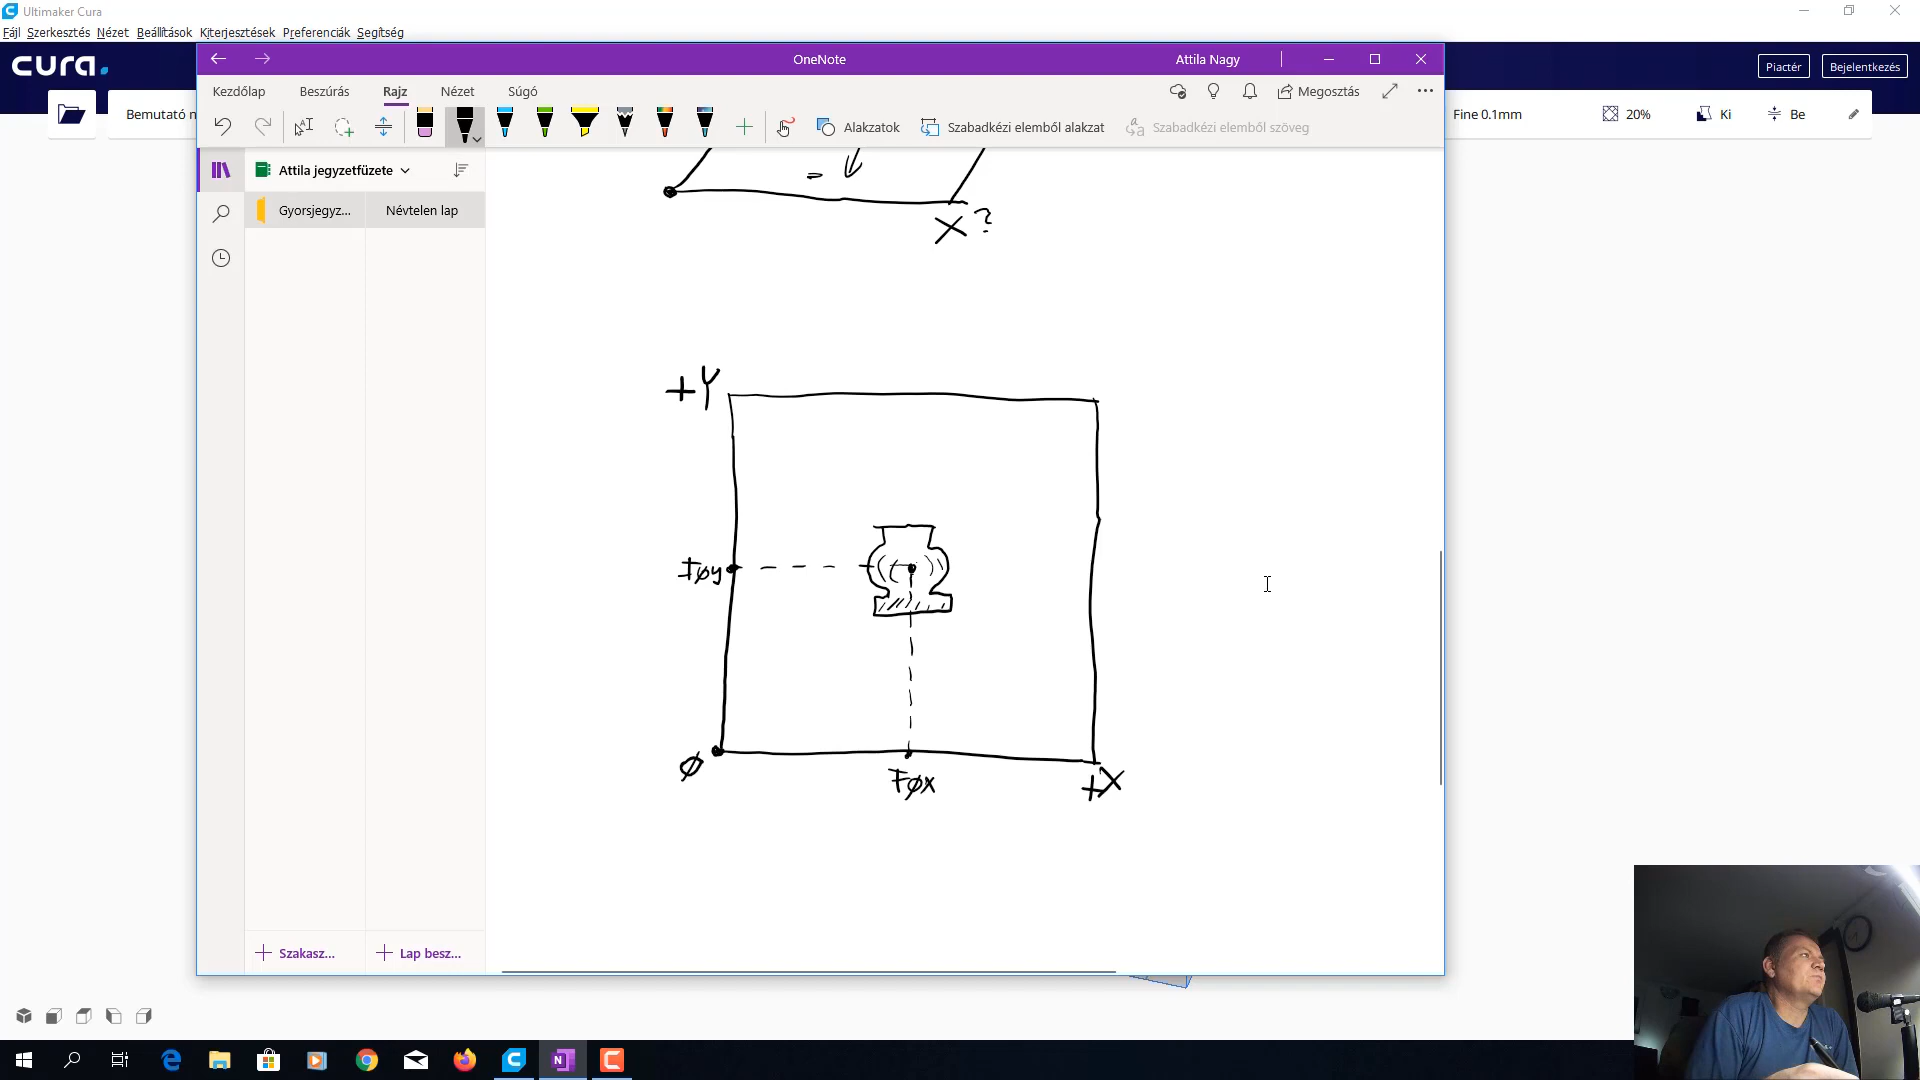 Ultimaker Cura
Fájl Szerkesztés Nézet Beállítások Kiterjesztések Preferenciák Segítség
cura.
Piactér
Bejelentkezés
Bemutató n
Fine 0.1mm
20%
Ki
Be
OneNote
Attila Nagy
Kezdőlap
Beszúrás
Rajz
Nézet
Súgó
Megosztás
Alakzatok
Szabadkézi elemből alakzat
Szabadkézi elemből szöveg
Attila jegyzetfüzete
Gyorsjegyz...
Névtelen lap
=
X?
+Y
Ø
+X
Szakasz...
Lap besz...